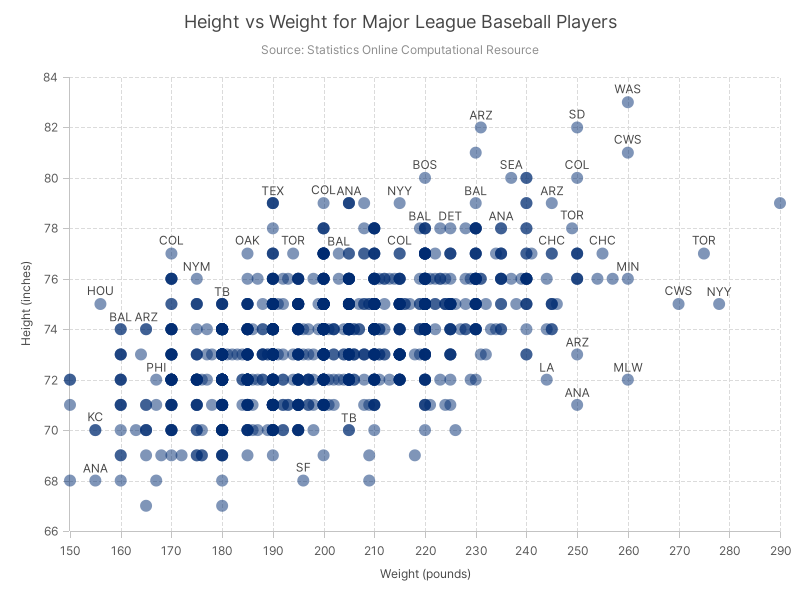 Height vs Weight for Major League Baseball Players
Source: Statistics Online Computational Resource
84
WAS
82
ARZ
SD
CWS
80
BOS
SEA
COL
TEX
COL
ANA
NYY
BAL
ARZ
78
BAL
DET
ANA
TOR
COL
OAK
TOR
BAL
COL
CHC
CHC
TOR
76
NYM
MIN
HOU
TB
CWS
NYY
74
BAL
ARZ
ARZ
72
PHI
LA
MLW
ANA
70
KC
TB
68
ANA
SF
66
Height (inches)
150 160 170 180 190 200 210 220 230 240 250 260 270 280 290
Weight (pounds)